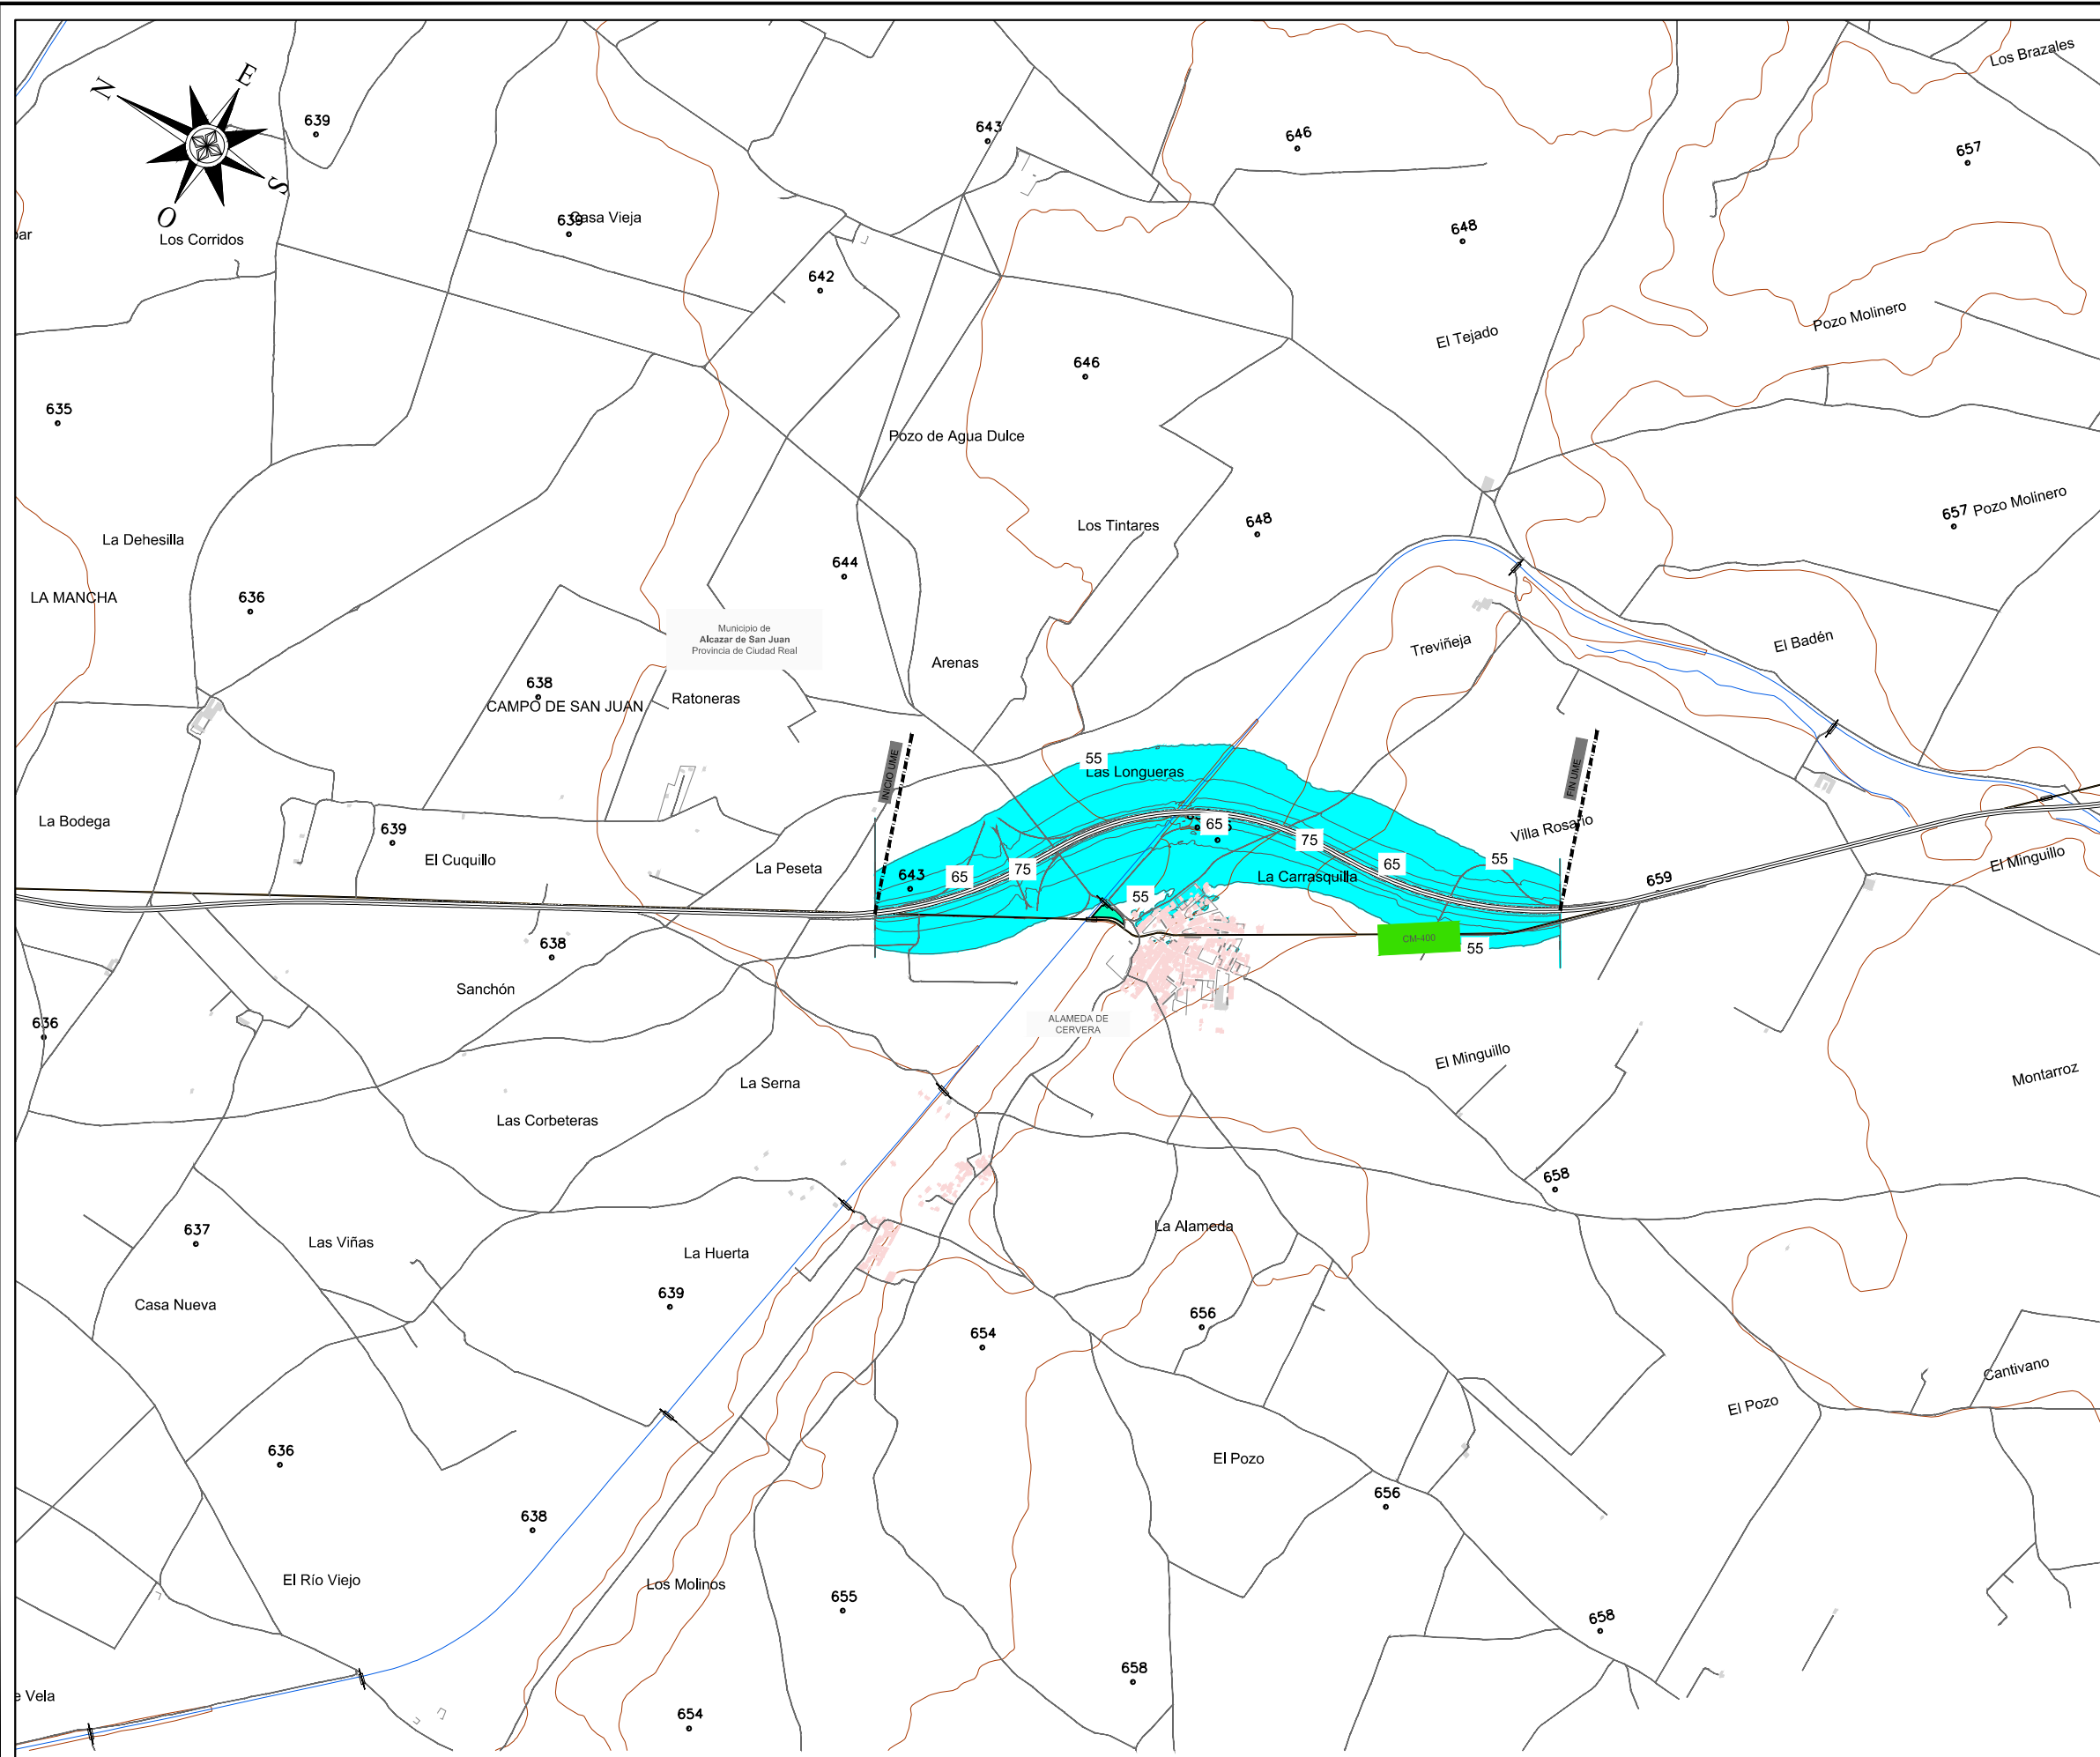 Los Brazales
N
E
S
O
639
643
646
657
639
Casa Vieja
Los Corridos
648
642
Pozo Molinero
El Tejado
646
635
Pozo de Agua Dulce
657
Pozo Molinero
Los Tintares
648
La Dehesilla
644
LA MANCHA
636
Municipio de
Alcazar de San Juan
Provincia de Ciudad Real
El Badén
Treviñeja
Arenas
638
CAMPO DE SAN JUAN
Ratoneras
INICIO UME
55
Las Longueras
FIN UME
La Bodega
639
65
75
Villa Rosario
El Cuquillo
La Peseta
65
75
643
65
55
La Carrasquilla
659
El Minguillo
55
CM-400
55
638
Sanchón
636
ALAMEDA DE
CERVERA
El Minguillo
Montarroz
La Serna
Las Corbeteras
658
637
Las Viñas
La Huerta
La Alameda
Casa Nueva
639
656
654
Cantivano
El Pozo
636
El Pozo
656
638
El Río Viejo
Los Molinos
655
658
658
e Vela
654